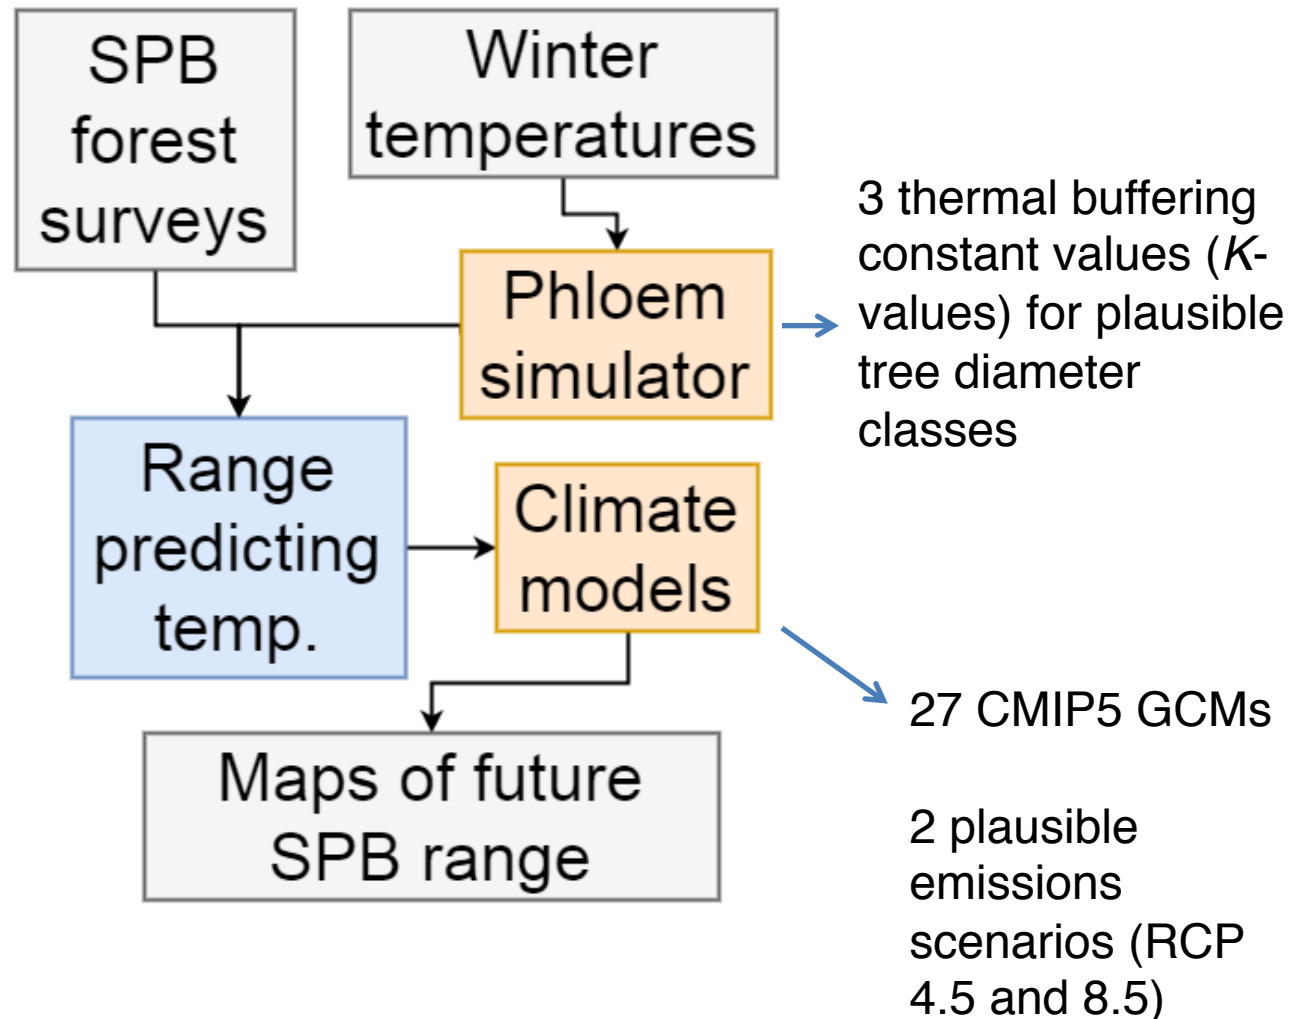 SPB
forest
surveys
Winter
temperatures
Phloem
simulator
3 thermal buffering
constant values (K-
values) for plausible
tree diameter
classes
Range
predicting
temp.
Climate
models
27 CMIP5 GCMs
2 plausible
emissions
scenarios (RCP
4.5 and 8.5)
Maps of future
SPB range